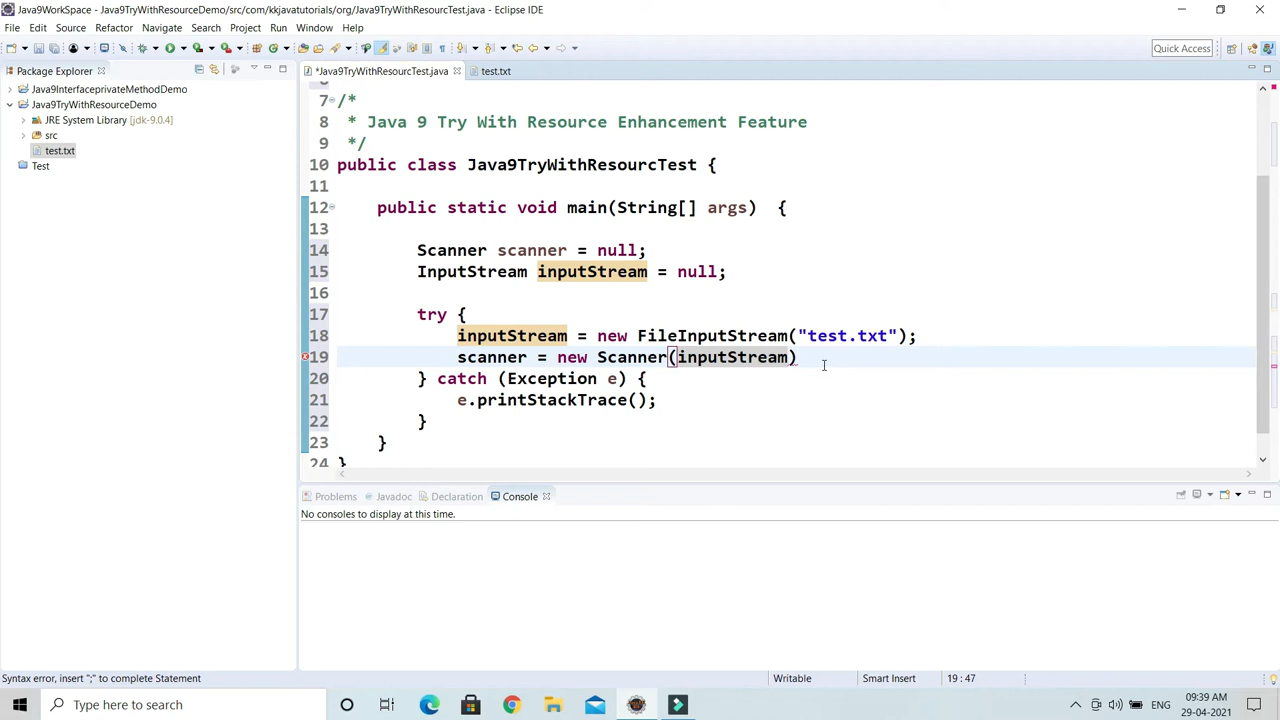 Java9WorkSpace - Java9TryWithResourceDemo/src/com/kkjavatutorials/org/Java9TryWithResourcTest.java - Eclipse IDE
File Edit Source Refactor Navigate Search Project Run Window Help
Quick Access
Package Explorer
*Java9TryWithResourcTest.java
test.txt
Java9InterfaceprivateMethodDemo
Java9TryWithResourceDemo
JRE System Library [jdk-9.0.4]
src
test.txt
Test
7 /*
8 * Java 9 Try With Resource Enhancement Feature
9 */
10 public class Java9TryWithResourcTest {
11
12 public static void main(String[] args) {
13
14 Scanner scanner = null;
15 InputStream inputStream = null;
16
17 try {
18 inputStream = new FileInputStream("test.txt");
19 scanner = new Scanner(inputStream)
20 } catch (Exception e) {
21 e.printStackTrace();
22 }
23 }
24 }
Problems Javadoc Declaration Console
No consoles to display at this time.
Syntax error, insert ";" to complete Statement
Writable
Smart Insert
19 : 47
Type here to search
ENG
09:39 AM
29-04-2021